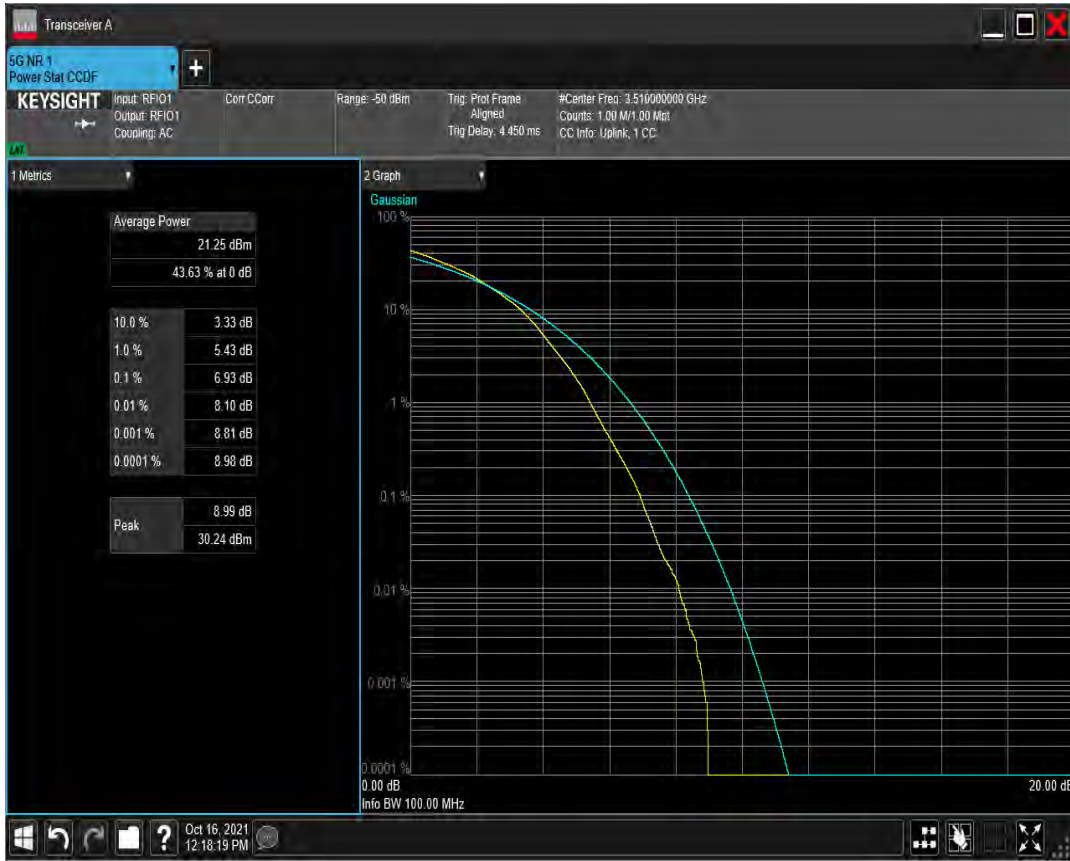 Transceiver A
5G NR 1
Power Stat CCDF
+
KEYSIGHT
Input: RFIO1
Output: RFIO1
Coupling: AC
Corr CCorr
Range: -50 dBm
Trig: Prot Frame
Aligned
Trig Delay: 4.450 ms
#Center Freq: 3.510000000 GHz
Counts: 1.00 M/1.00 Mpt
CC Info: Uplink, 1 CC
1 Metrics
Average Power
21.25 dBm
43.63 % at 0 dB
10.0 % 3.33 dB
1.0 % 5.43 dB
0.1 % 6.93 dB
0.01 % 8.10 dB
0.001 % 8.81 dB
0.0001 % 8.98 dB
Peak
8.99 dB
30.24 dBm
2 Graph
Gaussian
100 %
10 %
1 %
0.1 %
0.01 %
0.001 %
0.0001 %
0.00 dB
20.00 dB
Info BW 100.00 MHz
?
Oct 16, 2021
12:18:19 PM